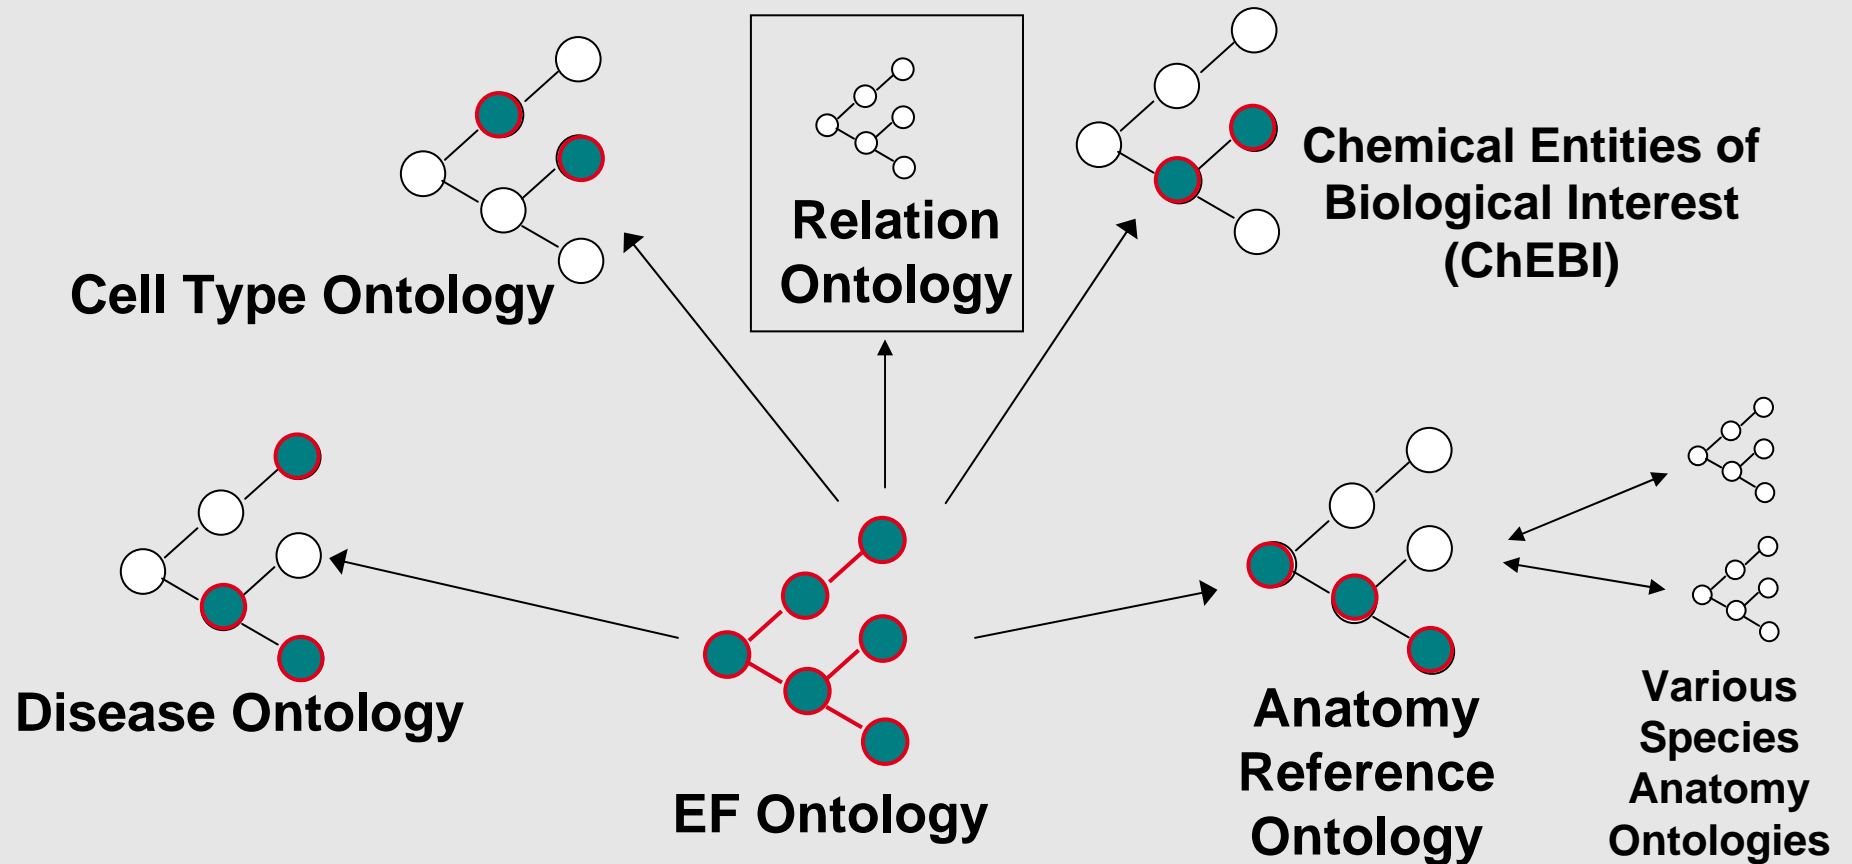 Cell Type Ontology
Relation
Ontology
Chemical Entities of
Biological Interest
(ChEBI)
Disease Ontology
EF Ontology
Anatomy
Reference
Ontology
Various
Species
Anatomy
Ontologies